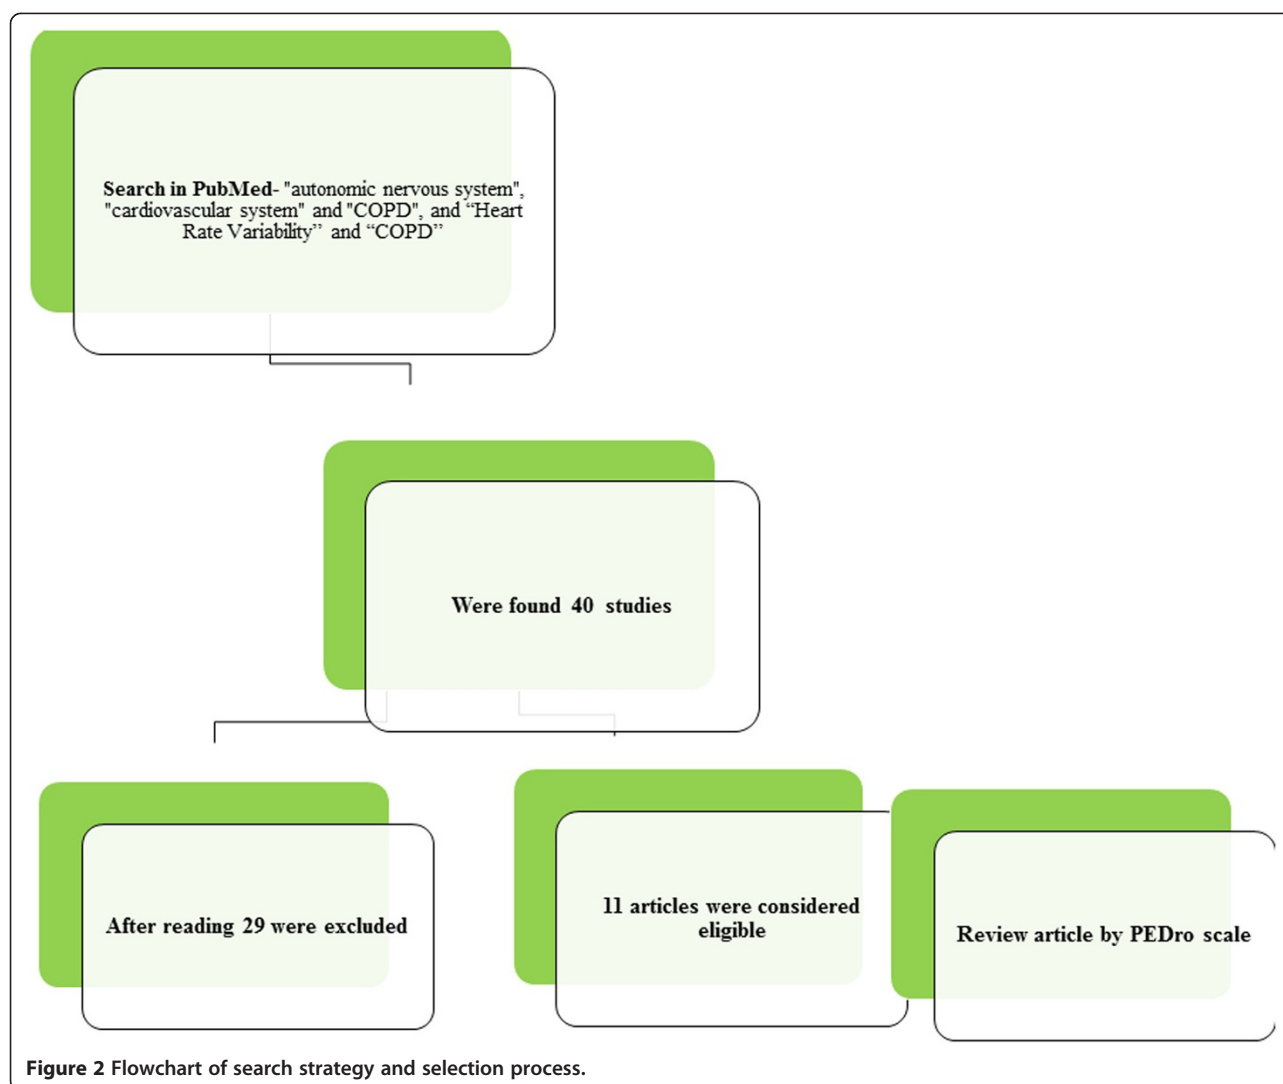 Search in PubMed- "autonomic nervous system",
"cardiovascular system" and "COPD", and “Heart
Rate Variability” and “COPD”
Were found 40 studies
After reading 29 were excluded
11 articles were considered
eligible
Review article by PEDro scale
Figure 2 Flowchart of search strategy and selection process.